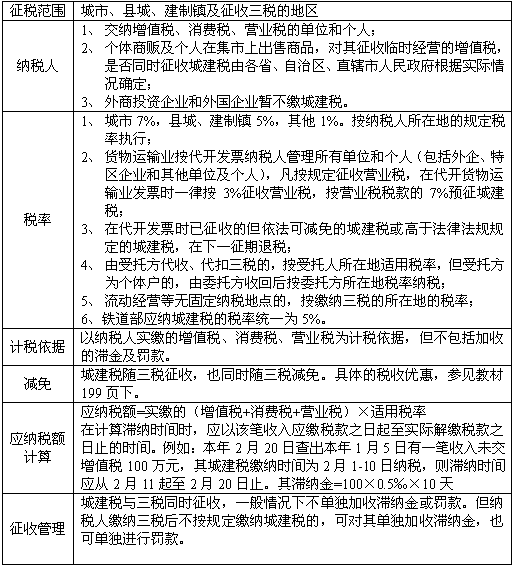 征税范围 城市、县城、建制镇及征收三税的地区
纳税人
1、 交纳增值税、消费税、营业税的单位和个人；
2、 个体商贩及个人在集市上出售商品，对其征收临时经营的增值税，
是否同时征收城建税由各省、自治区、直辖市人民政府根据实际情
况确定；
3、 外商投资企业和外国企业暂不缴城建税。
税率
1、 城市 7%，县城、建制镇 5%，其他 1%。按纳税人所在地的规定税
率执行；
2、 货物运输业按代开发票纳税人管理所有单位和个人（包括外企、特
区企业和其他单位及个人），凡按规定征收营业税，在代开货物运
输业发票时一律按 3%征收营业税，按营业税税款的 7%预征城建
税；
3、 在代开发票时已征收的但依法可减免的城建税或高于法律法规规
定的城建税，在下一征期退税；
4、 由受托方代收、代扣三税的，按受托人所在地适用税率，但受托方
为个体户的，由委托方收回后按委托方所在地税率纳税；
5、 流动经营等无固定纳税地点的，按缴纳三税的所在地的税率；
6、铁道部应纳城建税的税率统一为 5%。
计税依据
以纳税人实缴的增值税、消费税、营业税为计税依据，但不包括加收
的滞金及罚款。
减免
城建税随三税征收，也同时随三税减免。具体的税收优惠，参见教材
199 页下。
应纳税额
计算
应纳税额=实缴的（增值税+消费税+营业税）×适用税率
在计算滞纳时间时，应以该笔收入应缴税款之日起至实际解缴税款之
日止的时间。例如：本年 2 月 20 日查出本年 1 月 5 日有一笔收入未交
增值税 100 万元，其城建税缴纳时间为 2 月 1-10 日纳税，则滞纳时间
应从 2 月 11 起至 2 月 20 日止。其滞纳金=100×0.5‰×10 天
征收管理
城建税与三税同时征收，一般情况下不单独加收滞纳金或罚款。但纳
税人缴纳三税后不按规定缴纳城建税的，可对其单独加收滞纳金，也
可单独进行罚款。